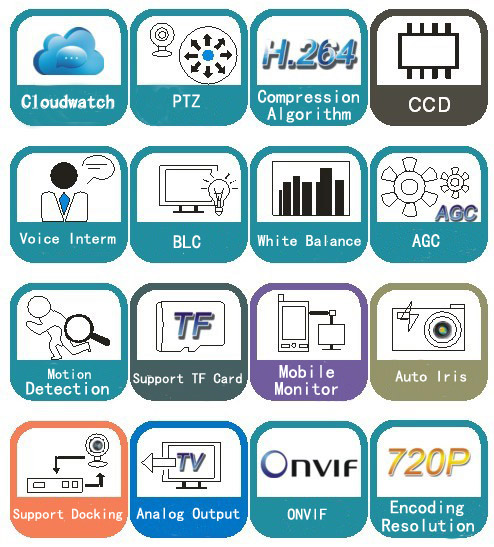 Cloudwatch
PTZ
H.264
Compression
Algorithm
CCD
Voice Interm
BLC
White Balance
AGC
AGC
Motion
Detection
TF
Support TF Card
Mobile
Monitor
Auto Iris
Support Docking
TV
Analog Output
ONVIF
ONVIF
720P
Encoding
Resolution